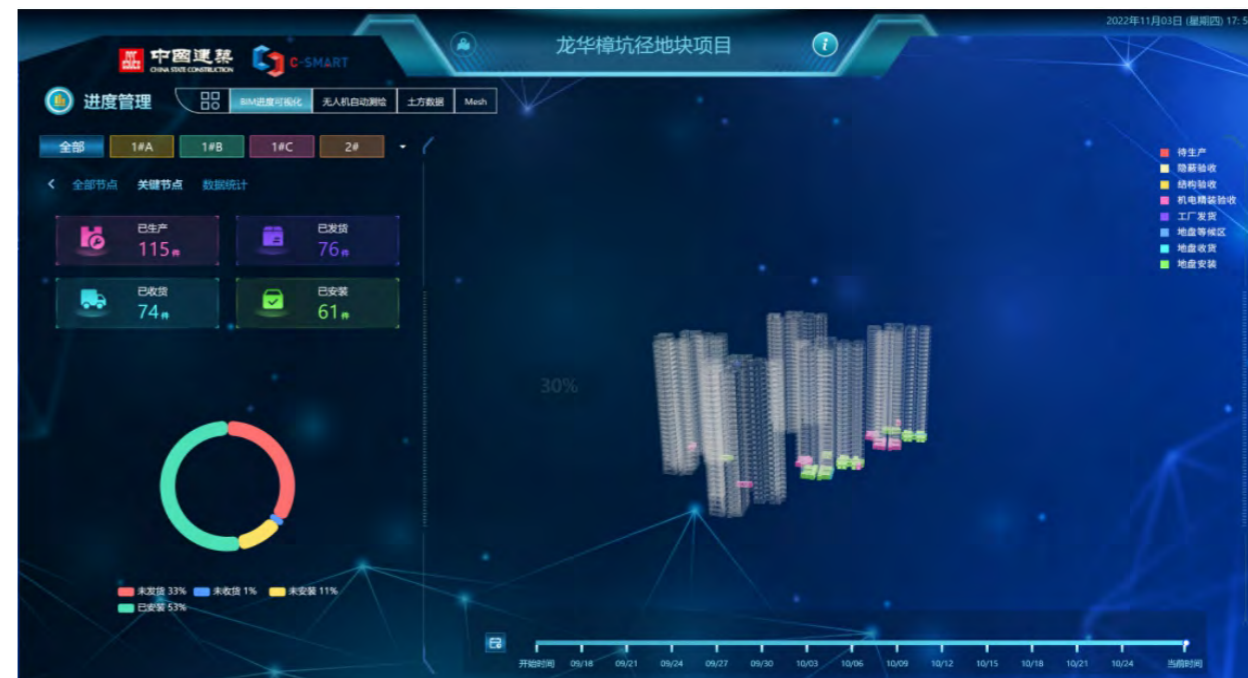 2022年11月03日 (星期四) 17: 5
龙华樟坑径地块项目
中國建築
CHINA STATE CONSTRUCTION
C-SMART
进度管理
BIM进度可视化 无人机自动测绘 土方数据 Mesh
全部 1#A 1#B 1#C 2#
全部节点 关键节点 数据统计
已生产
115件
已发货
76件
已收货
74件
已安装
61件
待生产
隐蔽验收
结构验收
机电精装验收
工厂发货
地盘等候区
地盘收货
地盘安装
30%
未发货 33% 未收货 1% 未安装 11%
已安装 53%
开始时间 09/18 09/21 09/24 09/27 09/30 10/03 10/06 10/09 10/12 10/15 10/18 10/21 10/24 当前时间